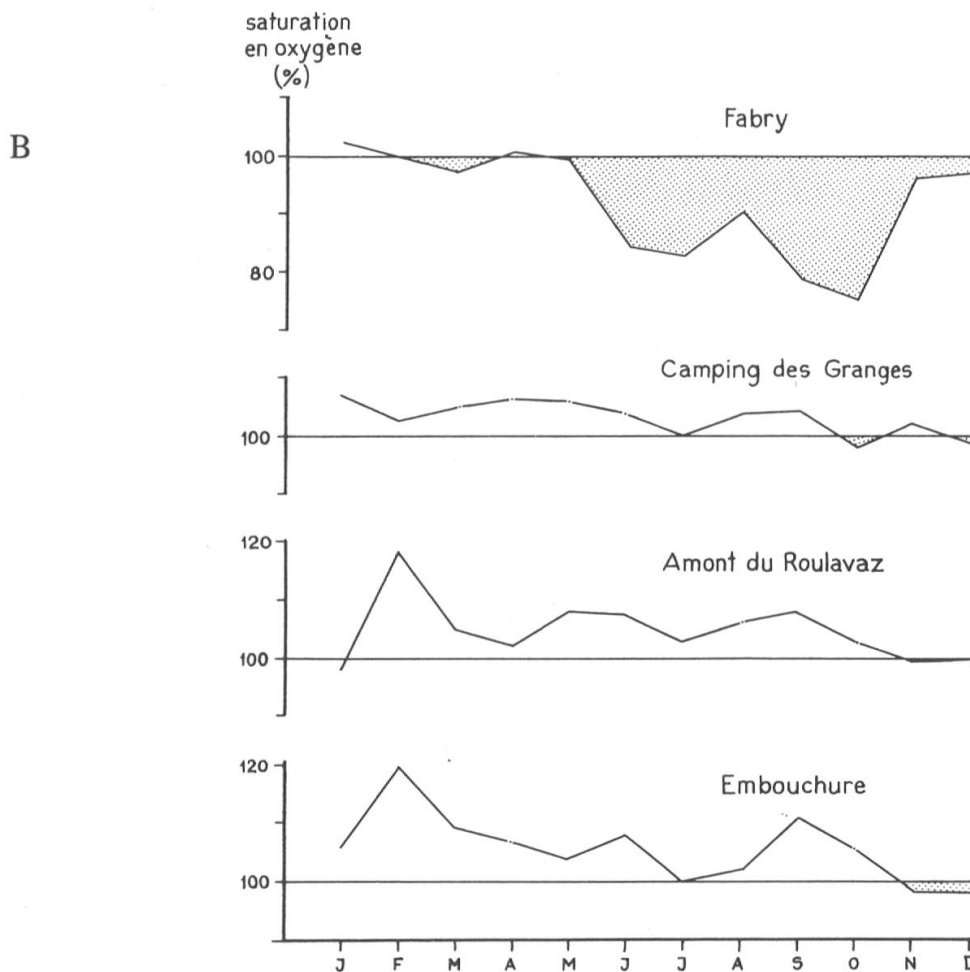 B
saturation
en oxygène
(%)
Fabry
100
80
Camping des Granges
100
120
Amont du Roulavaz
100
120
Embouchure
100
J F M A M J J A S O N D